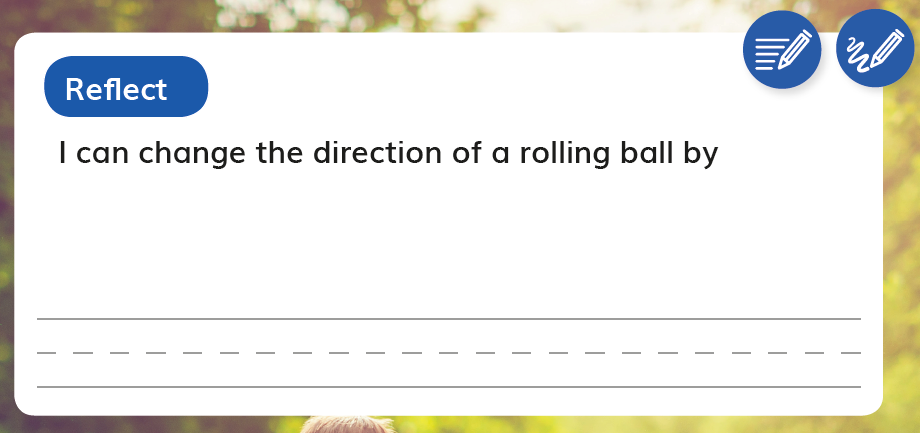 Reflect
I can change the direction of a rolling ball by